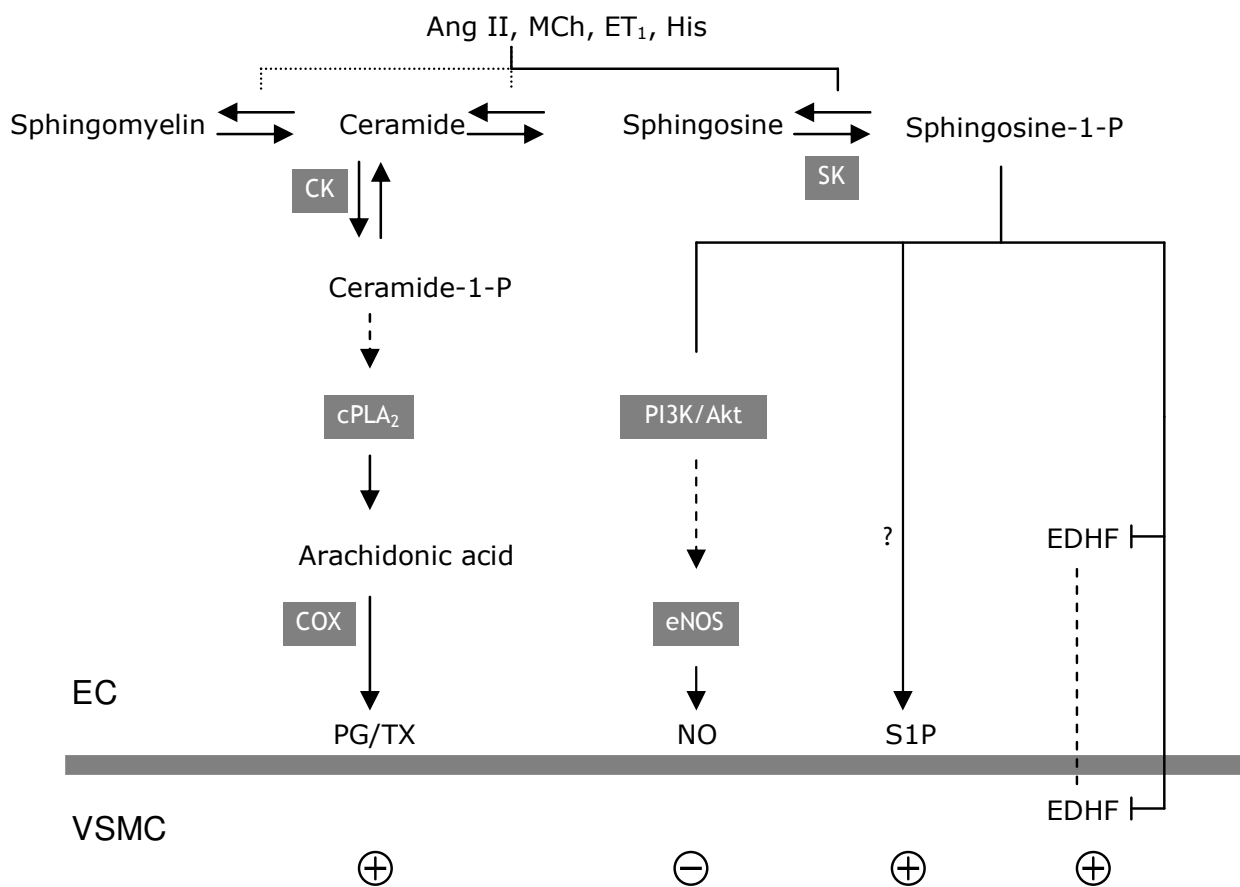 Ang II, MCh, ET₁, His
Sphingomyelin Ceramide Sphingosine Sphingosine-1-P
CK SK
Ceramide-1-P
cPLA₂ PI3K/Akt
? EDHF
Arachidonic acid
COX eNOS
EC
PG/TX NO S1P
EDHF
VSMC
+ − + +